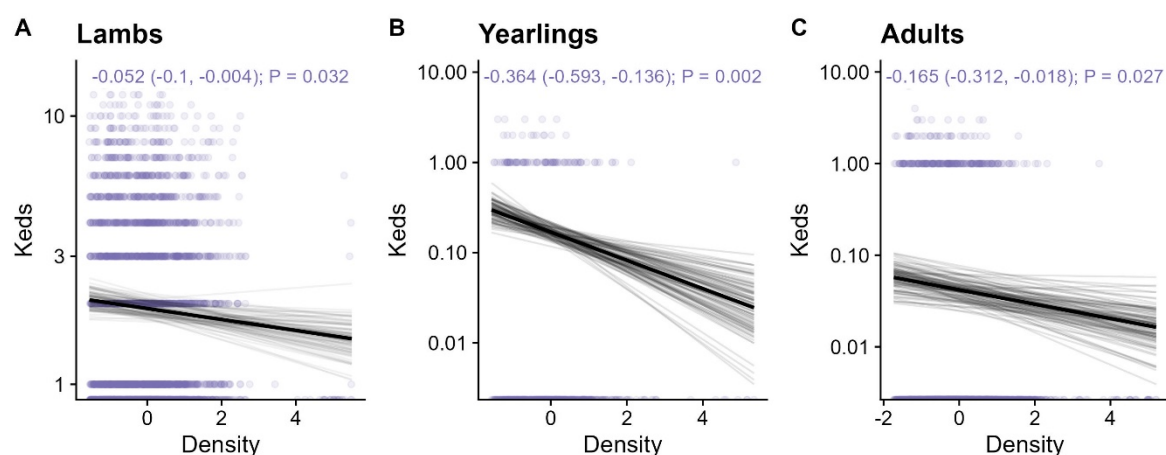 A Lambs
-0.052 (-0.1, -0.004); P = 0.032
10
3
1
Keds
0 2 4
Density
B Yearlings
-0.364 (-0.593, -0.136); P = 0.002
10.00
1.00
0.10
0.01
Keds
0 2 4
Density
C Adults
-0.165 (-0.312, -0.018); P = 0.027
10.00
1.00
0.10
0.01
Keds
-2 0 2 4
Density